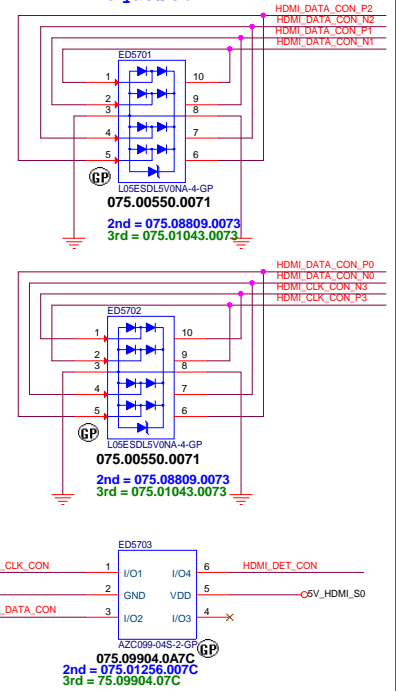 HDMI_DATA_CON_P2
HDMI_DATA_CON_N2
HDMI_DATA_CON_P1
HDMI_DATA_CON_N1
ED5701
1 10
2 9
3 8
4 7
5 6
GP
L05ESDL5V0NA-4-GP
075.00550.0071
2nd = 075.08809.0073
3rd = 075.01043.0073
HDMI_DATA_CON_P0
HDMI_DATA_CON_N0
HDMI_CLK_CON_N3
HDMI_CLK_CON_P3
ED5702
1 10
2 9
3 8
4 7
5 6
GP
L05ESDL5V0NA-4-GP
075.00550.0071
2nd = 075.08809.0073
3rd = 075.01043.0073
ED5703
_CLK_CON 1 I/O1 I/O4 6 HDMI_DET_CON
2 GND VDD 5 5V_HDMI_S0
_DATA_CON 3 I/O2 I/O3 4
AZC099-04S-2-GP GP
075.09904.0A7C
2nd = 075.01256.007C
3rd = 75.09904.07C